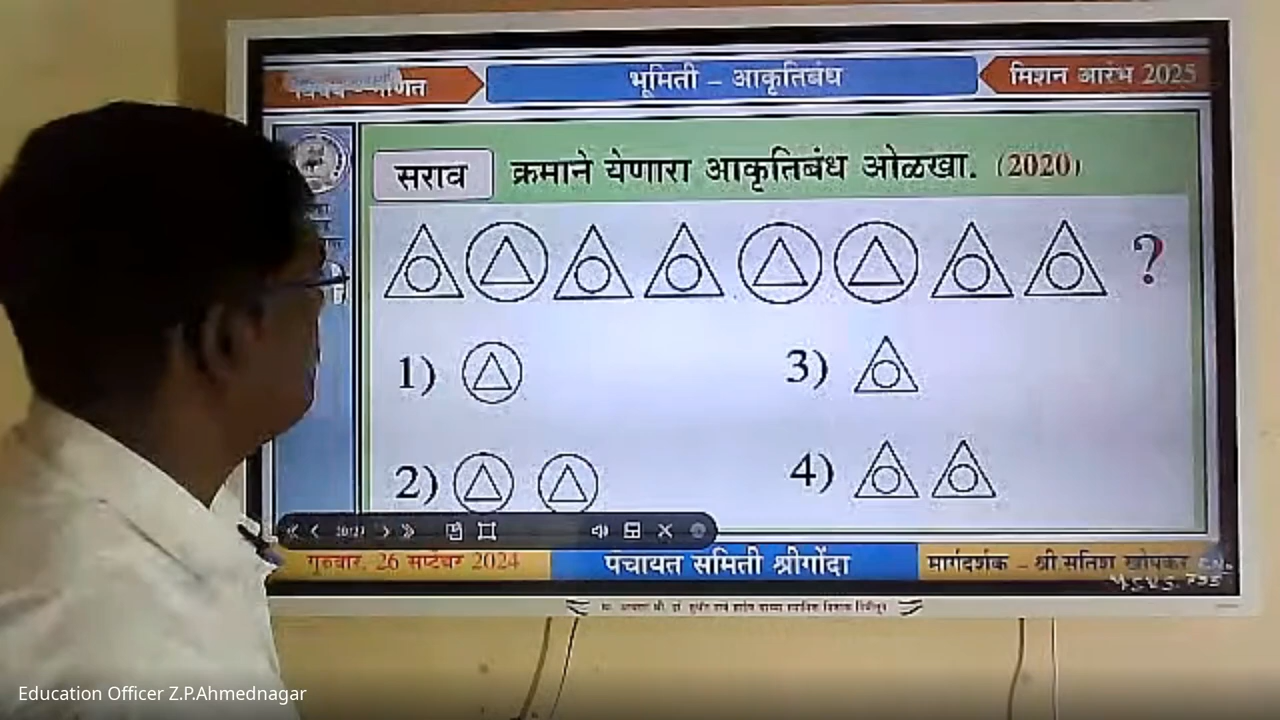 गणित
भूमिती – आकृतिबंध
मिशन आरंभ 2025
सराव
क्रमाने येणारा आकृतिबंध ओळखा. (2020)
?
1)
3)
2)
4)
गुरुवार, 26 सप्टेंबर 2024
पंचायत समिती श्रीगोंदा
मार्गदर्शक – श्री सतिश खोपकर
Education Officer Z.P.Ahmednagar